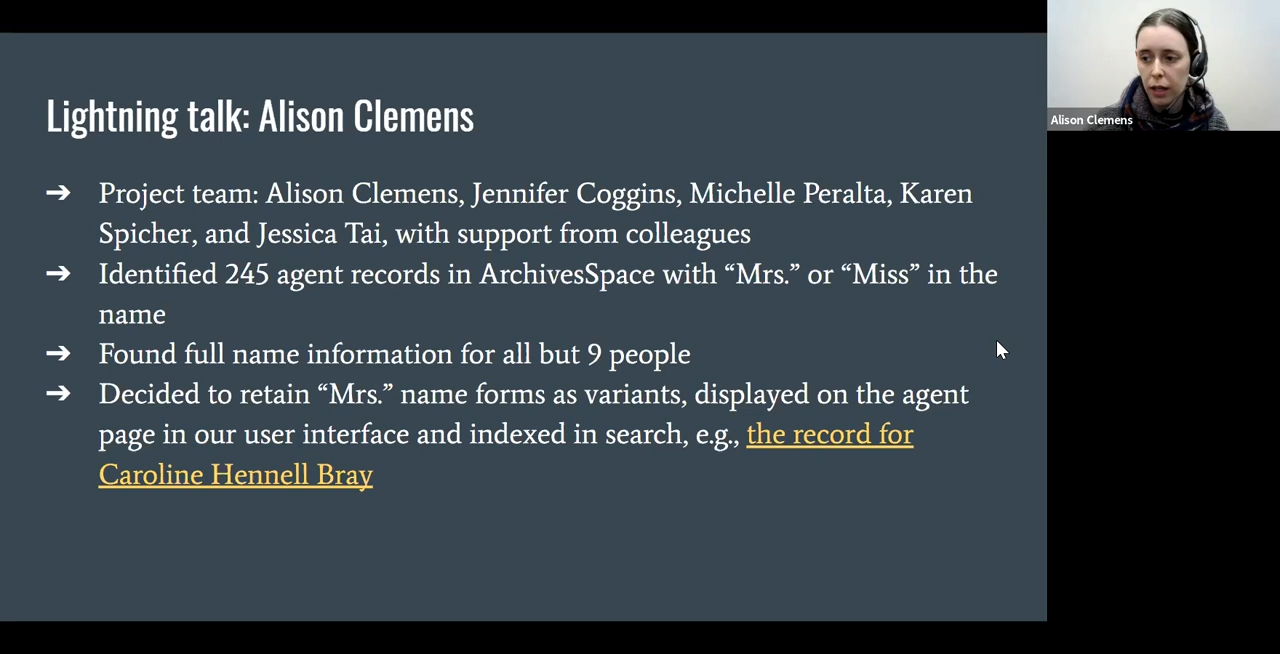 Lightning talk: Alison Clemens
➔ Project team: Alison Clemens, Jennifer Coggins, Michelle Peralta, Karen
Spicher, and Jessica Tai, with support from colleagues
➔ Identified 245 agent records in ArchivesSpace with “Mrs.” or “Miss” in the
name
➔ Found full name information for all but 9 people
➔ Decided to retain “Mrs.” name forms as variants, displayed on the agent
page in our user interface and indexed in search, e.g., the record for
Caroline Hennell Bray
Alison Clemens